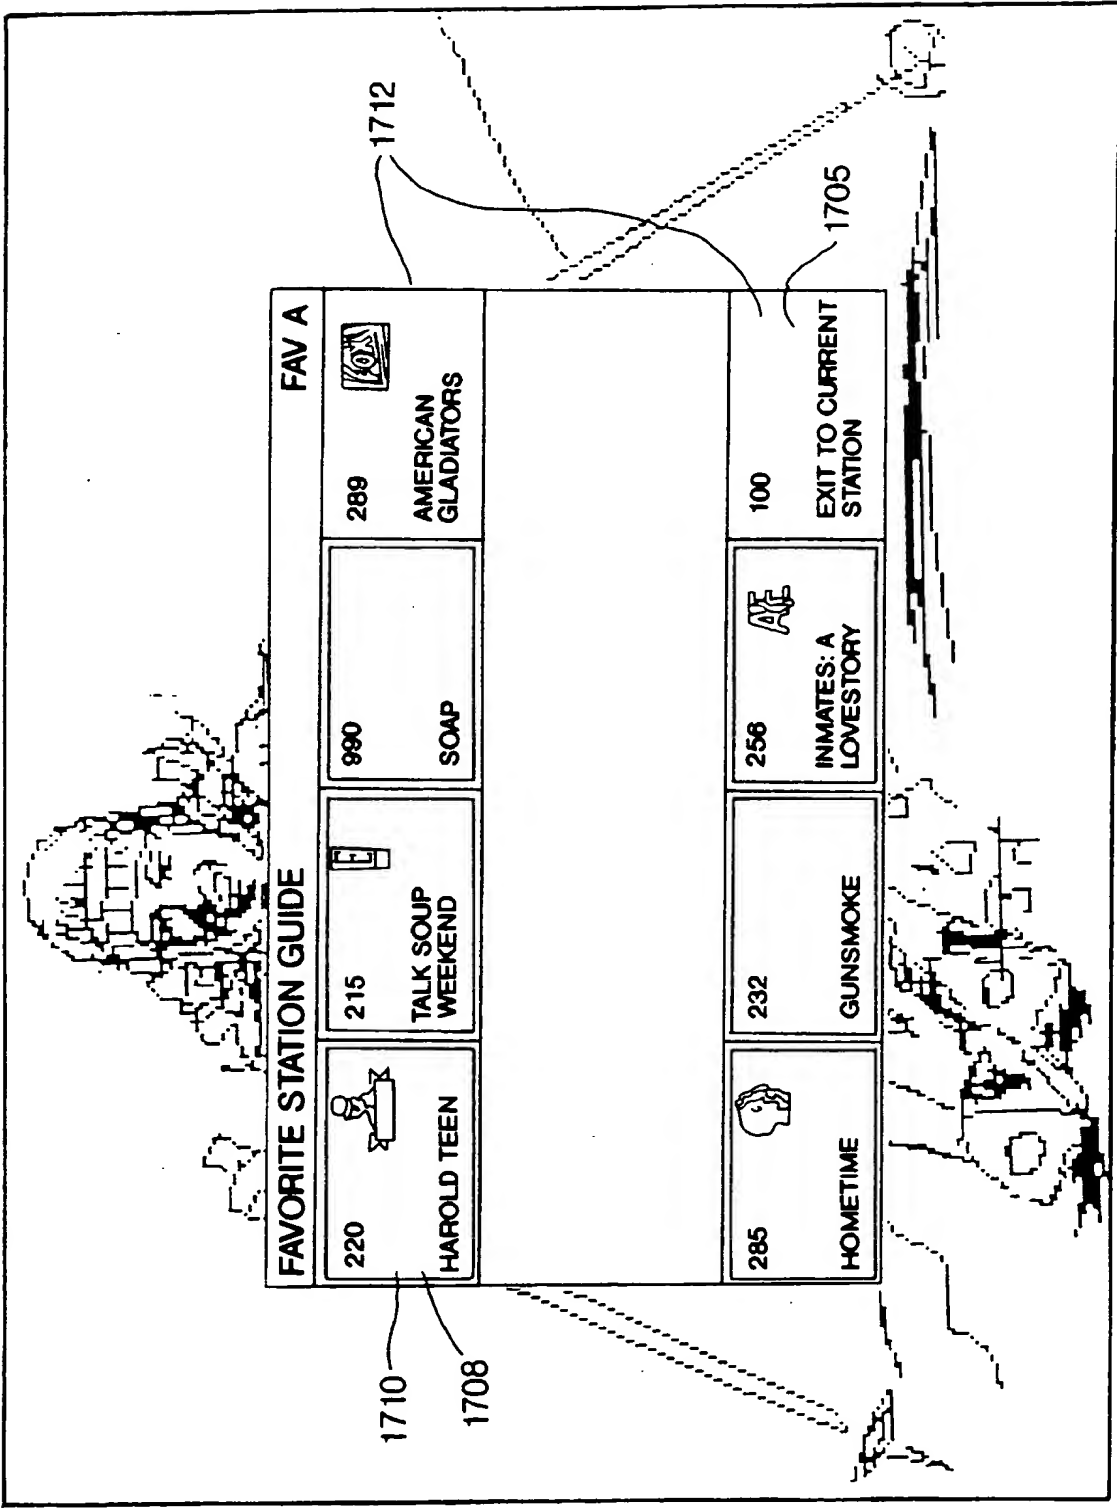 FAVORITE STATION GUIDE FAV A
220
HAROLD TEEN
215
E
TALK SOUP
WEEKEND
990
SOAP
289
FOX
AMERICAN
GLADIATORS
285
HOMETIME
232
GUNSMOKE
256
A&E
INMATES: A
LOVESTORY
100
EXIT TO CURRENT
STATION
1710
1708
1712
1705